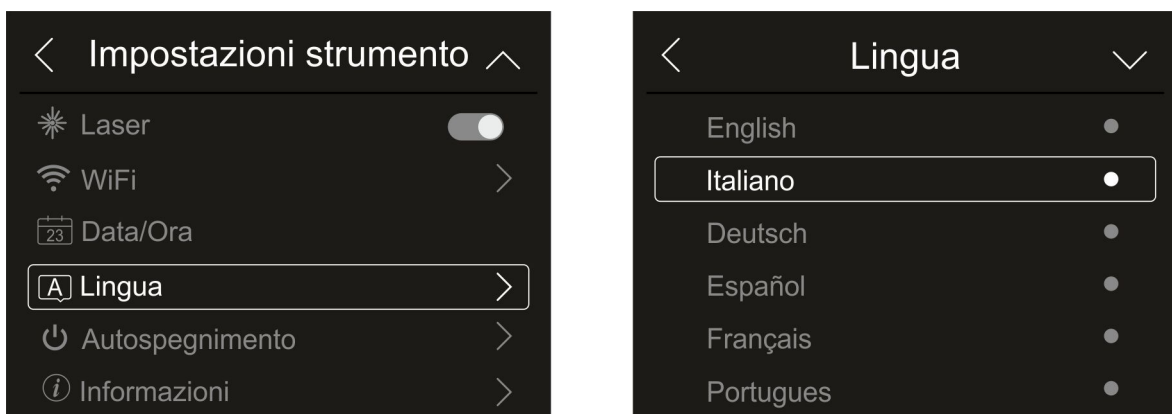 Impostazioni strumento
Laser
WiFi
23 Data/Ora
A Lingua
Autospegnimento
i Informazioni
Lingua
English
Italiano
Deutsch
Español
Français
Portugues